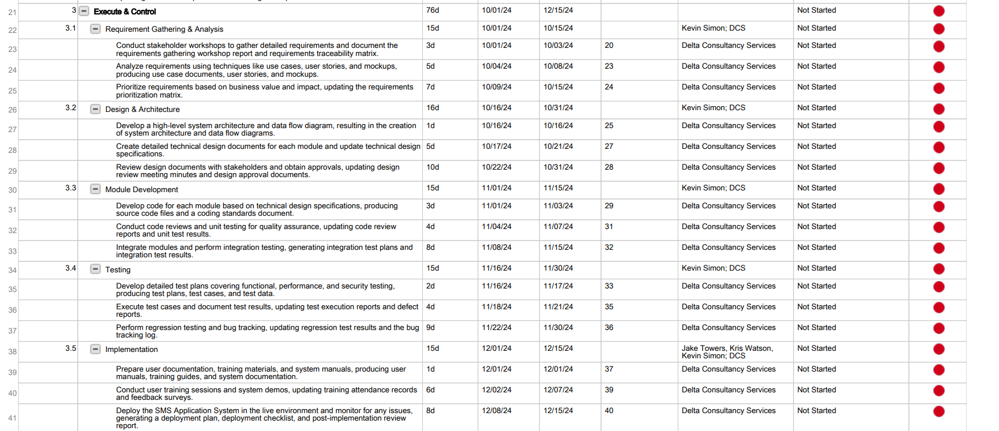 21 3 Execute & Control 76d 10/01/24 12/15/24 Not Started
22 3.1 Requirement Gathering & Analysis 15d 10/01/24 10/15/24 Kevin Simon; DCS Not Started
23 Conduct stakeholder workshops to gather detailed requirements and document the 3d 10/01/24 10/03/24 20 Delta Consultancy Services Not Started
requirements gathering workshop report and requirements traceability matrix.
24 Analyze requirements using techniques like use cases, user stories, and mockups, 5d 10/04/24 10/08/24 23 Delta Consultancy Services Not Started
producing use case documents, user stories, and mockups.
25 Prioritize requirements based on business value and impact, updating the requirements 7d 10/09/24 10/15/24 24 Delta Consultancy Services Not Started
prioritization matrix.
26 3.2 Design & Architecture 16d 10/16/24 10/31/24 Kevin Simon; DCS Not Started
27 Develop a high-level system architecture and data flow diagram, resulting in the creation 1d 10/16/24 10/16/24 25 Delta Consultancy Services Not Started
of system architecture and data flow diagrams.
28 Create detailed technical design documents for each module and update technical design 5d 10/17/24 10/21/24 27 Delta Consultancy Services Not Started
specifications.
29 Review design documents with stakeholders and obtain approvals, updating design 10d 10/22/24 10/31/24 28 Delta Consultancy Services Not Started
review meeting minutes and design approval documents.
30 3.3 Module Development 15d 11/01/24 11/15/24 Kevin Simon; DCS Not Started
31 Develop code for each module based on technical design specifications, producing 3d 11/01/24 11/03/24 29 Delta Consultancy Services Not Started
source code files and a coding standards document.
32 Conduct code reviews and unit testing for quality assurance, updating code review 4d 11/04/24 11/07/24 31 Delta Consultancy Services Not Started
reports and unit test results.
33 Integrate modules and perform integration testing, generating integration test plans and 8d 11/08/24 11/15/24 32 Delta Consultancy Services Not Started
integration test results.
34 3.4 Testing 15d 11/16/24 11/30/24 Kevin Simon; DCS Not Started
35 Develop detailed test plans covering functional, performance, and security testing, 2d 11/16/24 11/17/24 33 Delta Consultancy Services Not Started
producing test plans, test cases, and test data.
36 Execute test cases and document test results, updating test execution reports and defect 4d 11/18/24 11/21/24 35 Delta Consultancy Services Not Started
reports.
37 Perform regression testing and bug tracking, updating regression test results and the bug 9d 11/22/24 11/30/24 36 Delta Consultancy Services Not Started
tracking log.
38 3.5 Implementation 15d 12/01/24 12/15/24 Jake Towers, Kris Watson, Not Started
Kevin Simon; DCS
39 Prepare user documentation, training materials, and system manuals, producing user 1d 12/01/24 12/01/24 37 Delta Consultancy Services Not Started
manuals, training guides, and system documentation.
40 Conduct user training sessions and system demos, updating training attendance records 6d 12/02/24 12/07/24 39 Delta Consultancy Services Not Started
and feedback surveys.
41 Deploy the SMS Application System in the live environment and monitor for any issues, 8d 12/08/24 12/15/24 40 Delta Consultancy Services Not Started
generating a deployment plan, deployment checklist, and post-implementation review
report.